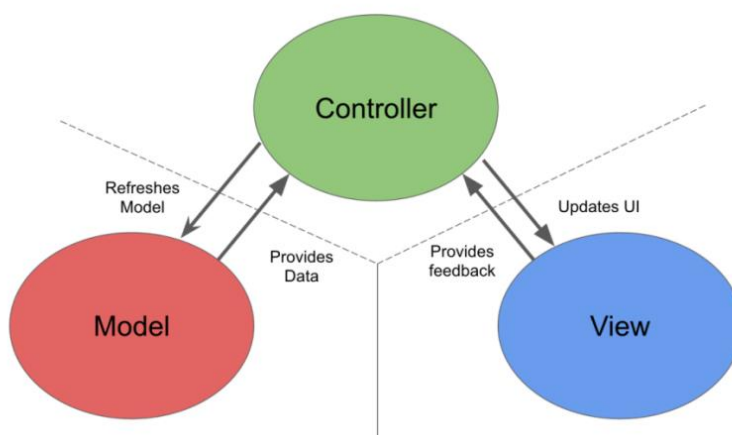 Controller
Refreshes
Model
Updates UI
Provides
Data
Provides
feedback
Model
View